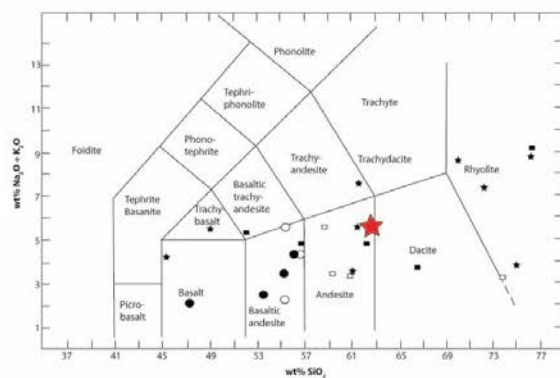 Phonolite
Tephri-
phonolite
Trachyte
Foidite
Phono-
tephrite
Trachy-
andesite
Trachydacite
Rhyolite
Tephrite
Basanite
Basaltic
trachy-
andesite
Trachy-
basalt
Dacite
Picro-
basalt
Basalt
Basaltic
andesite
Andesite
wt% Na₂O + K₂O
13
11
9
7
5
3
1
37 41 45 49 53 57 61 65 69 73 77
wt% SiO₂